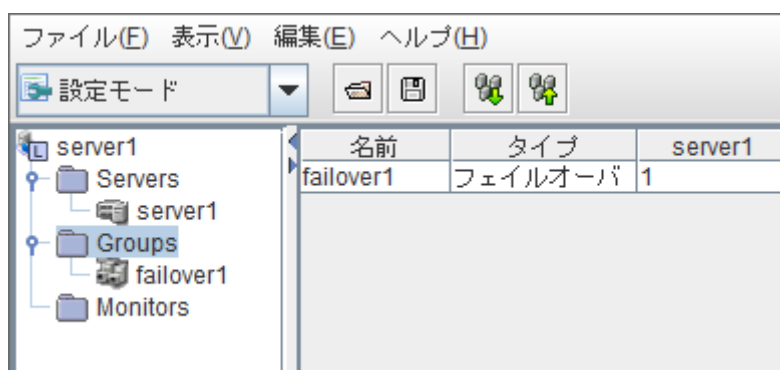 ファイル(F) 表示(V) 編集(E) ヘルプ(H)
設定モード
server1
Servers
server1
Groups
failover1
Monitors
名前 タイプ server1
failover1 フェイルオーバ 1